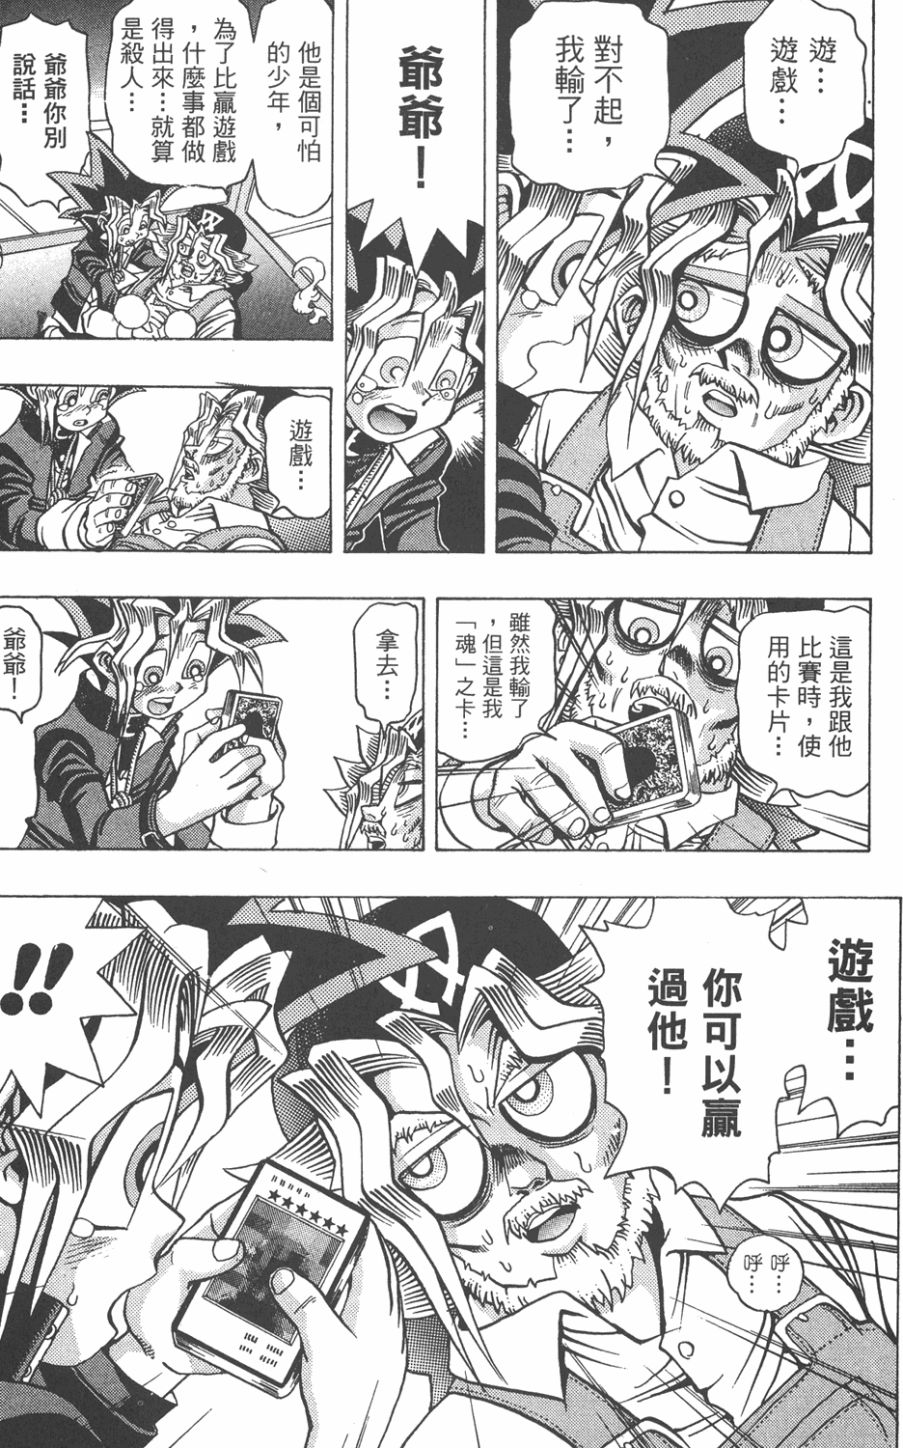 遊…
遊戲…
對不起，
我輸了…
爺爺！
他是個可怕
的少年，
為了比贏遊戲
，什麼事都做
得出來…就算
是殺人…
爺爺你別
說話…
遊戲…
這是我跟他
比賽時，使
用的卡片…
雖然我輸了
，但這是我
「魂」之卡…
拿去…
爺爺！
遊戲…
你可以贏
過他！
呼…
呼…
!!